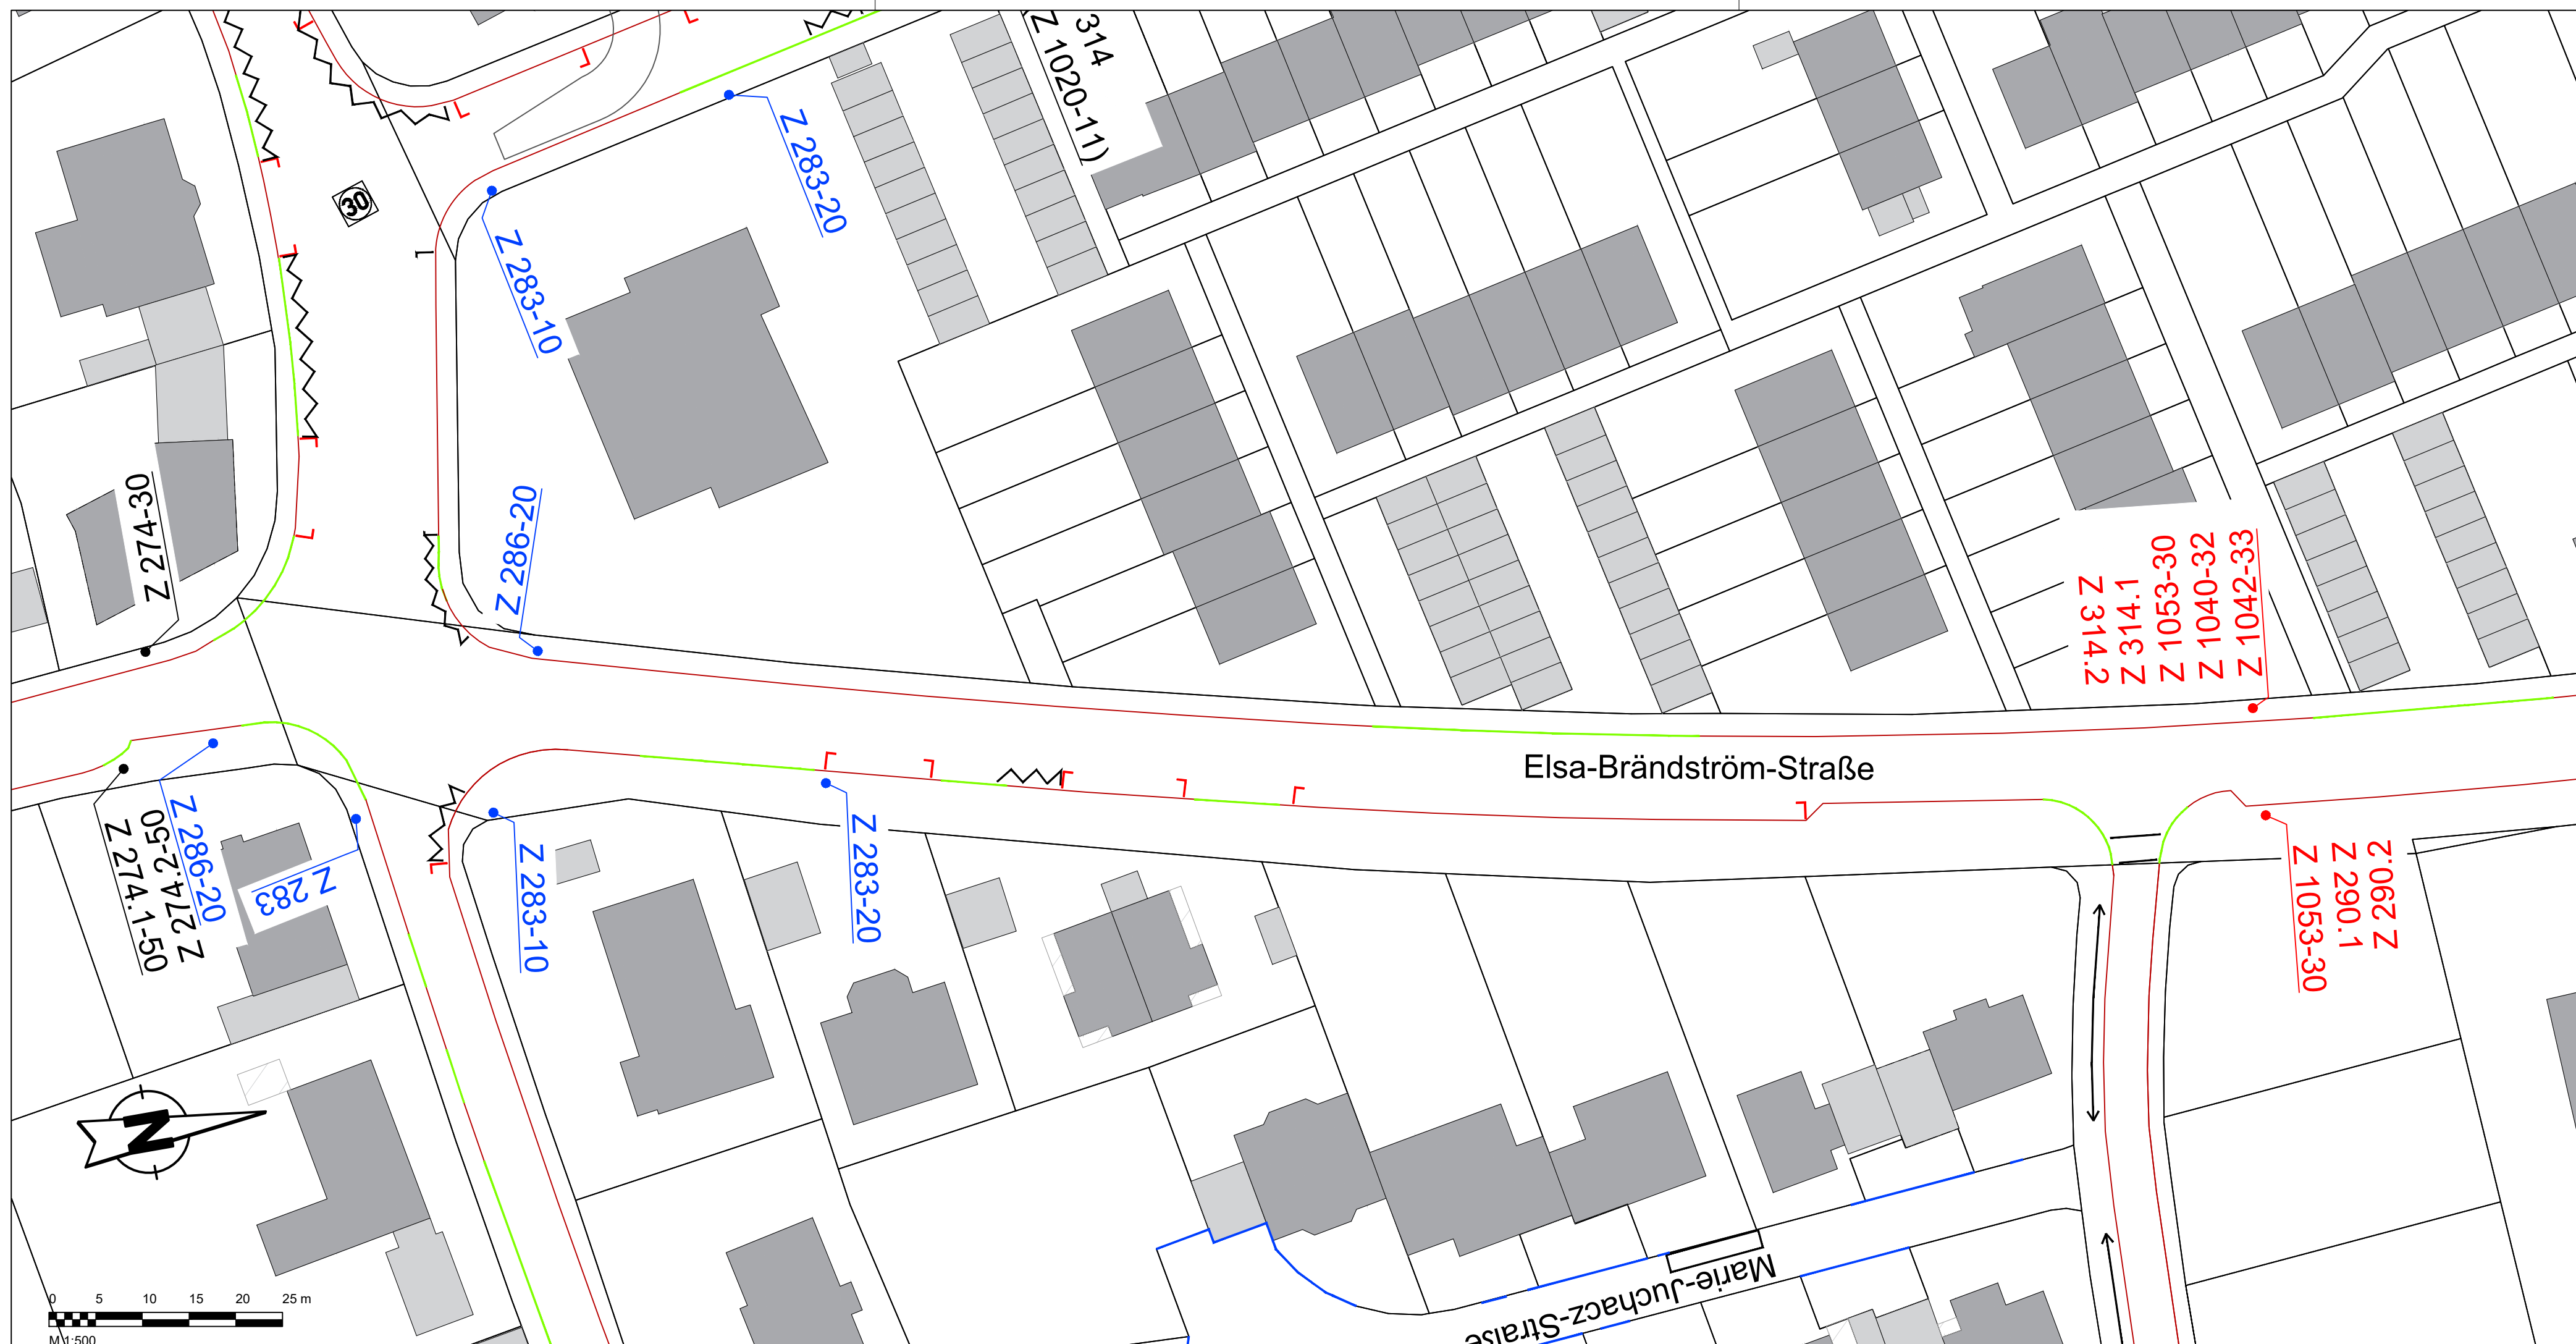 314
Z 1020-11)
Z 283-20
30
Z 283-10
Z 286-20
Z 274-30
Z 314.2
Z 314.1
Z 1053-30
Z 1040-32
Z 1042-33
Elsa-Brändström-Straße
Z 286-20
Z 274.2-50
Z 274.1-50
Z 283
Z 283-10
Z 283-20
Z 290.2
Z 290.1
Z 1053-30
N
Marie-Juchacz-Straße
0 5 10 15 20 25 m
M 1:500